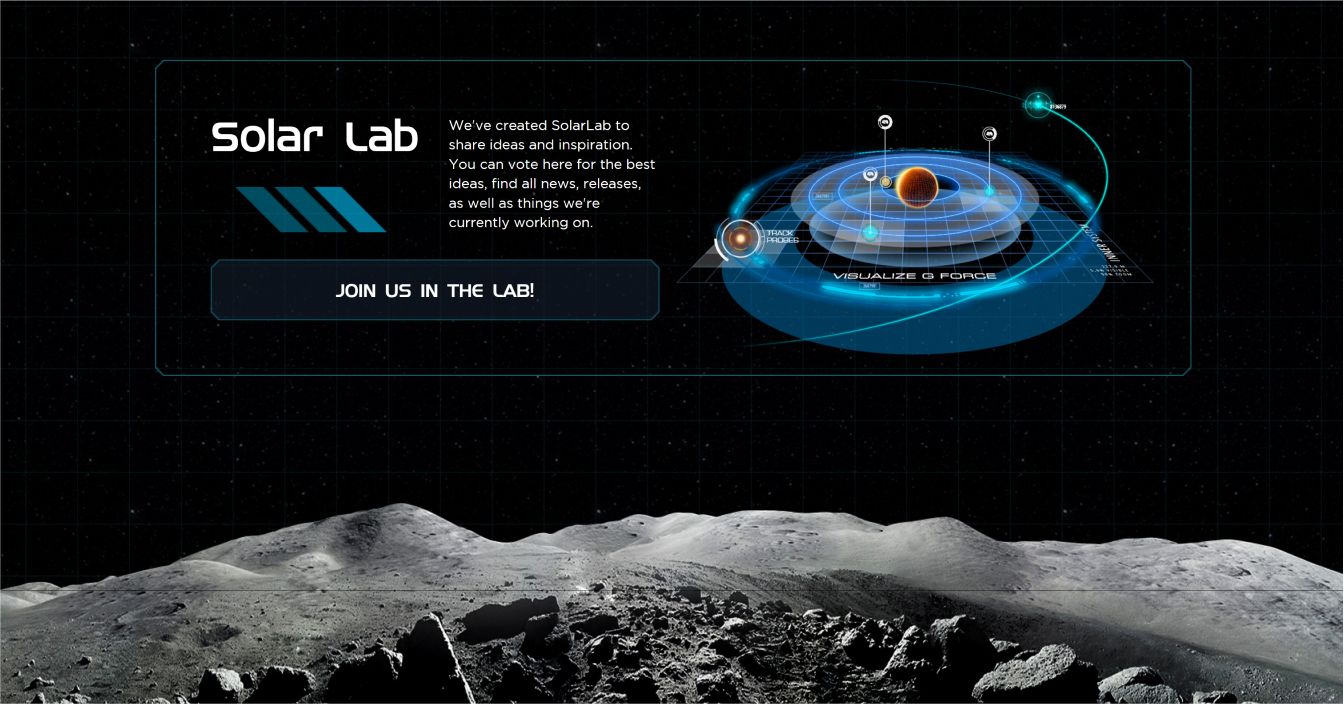 Solar Lab
We've created SolarLab to
share ideas and inspiration.
You can vote here for the best
ideas, find all news, releases,
as well as things we're
currently working on.
JOIN US IN THE LAB!
TRACK
PROBES
VISUALIZE G FORCE
INNER SYSTEM